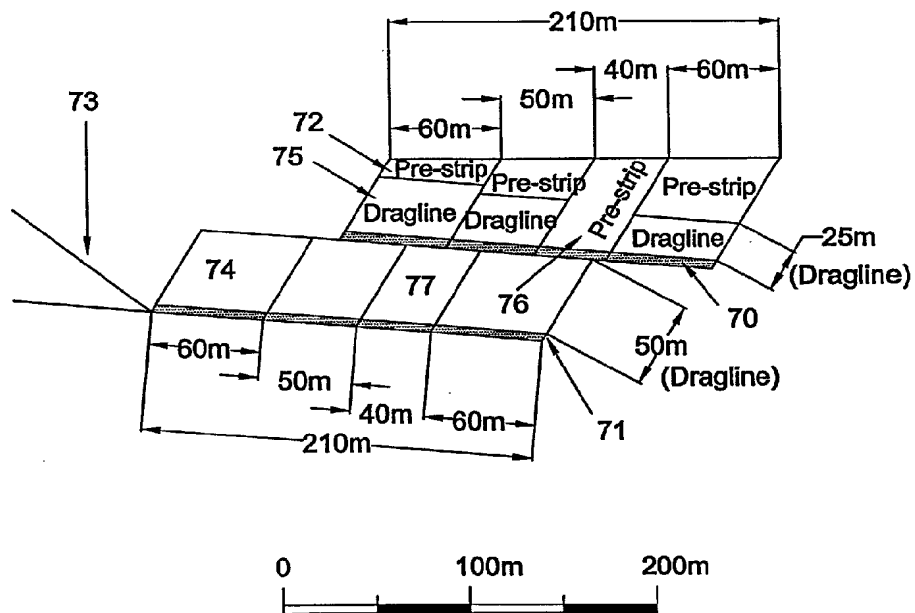 210m
40m 60m
50m
73
60m
72
75
Pre-strip
Pre-strip
Pre-strip
Pre-strip
Dragline
Dragline
Dragline
25m
(Dragline)
74
77
76
70
60m
50m
(Dragline)
50m
40m
60m
71
210m
0 100m 200m